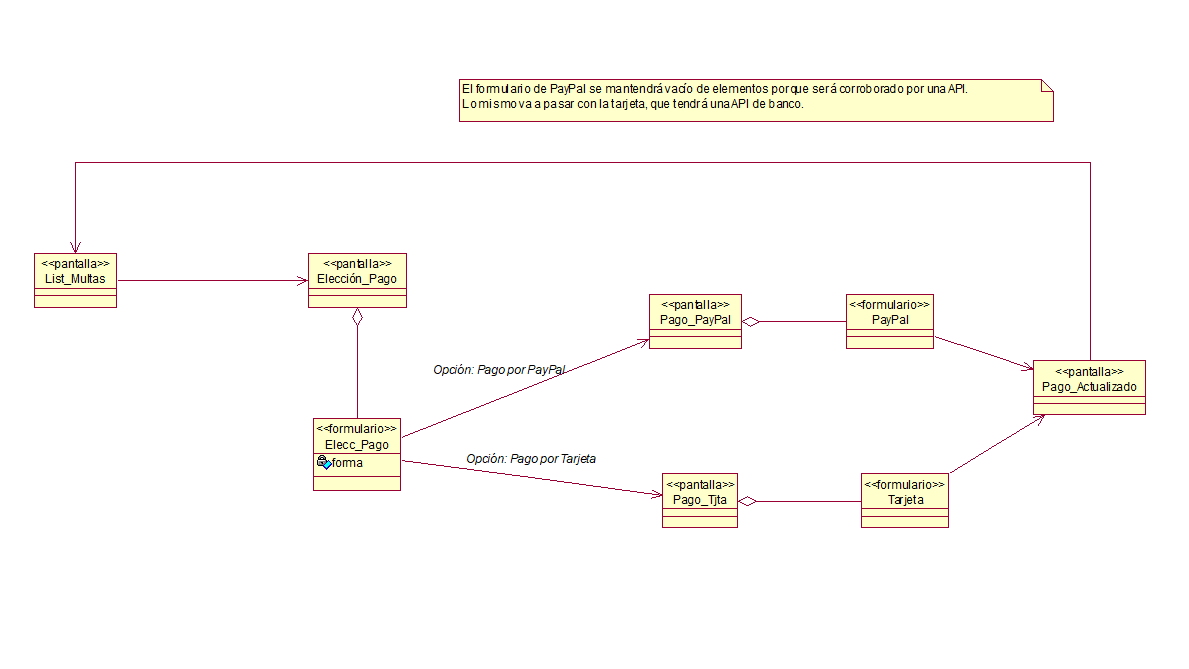 El formulario de PayPal se mantendrá vacío de elementos porque será corroborado por una API.
Lo mismo va a pasar con la tarjeta, que tendrá una API de banco.
<<pantalla>>
List_Multas
<<pantalla>>
Elección_Pago
<<pantalla>>
Pago_PayPal
<<formulario>>
PayPal
<<pantalla>>
Pago_Actualizado
Opción: Pago por PayPal
<<formulario>>
Elecc_Pago
forma
Opción: Pago por Tarjeta
<<pantalla>>
Pago_Tjta
<<formulario>>
Tarjeta